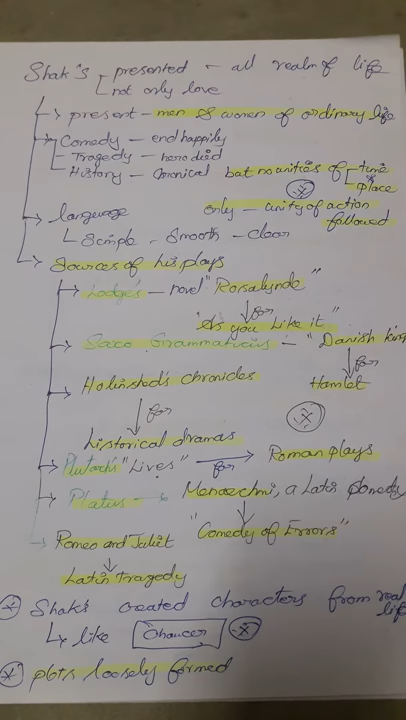 Shak's presented - all realm of life
not only love
→ present - men & women of ordinary life
→ Comedy - end happily
Tragedy - hero died
History - Chronical but no unities of time
& place
only - unity of action
followed
→ language
Simple - Smooth - Clear
→ Sources of his plays
→ Lodge's - novel "Rosalynde"
↓ for
"As you like it"
→ Saxo Grammaticus - "Danish king
↓ for
Hamlet
→ Holinshed's chronicles
↓ for
historical dramas
→ Plutarch's "Lives" → for Roman plays
→ Platus → Menaechmi, a Latin Comedy
↓
"Comedy of Errors"
→ Romeo and Juliet
↓
Latin Tragedy
* Shak's created characters from real
life
↳ like Chaucer *
* plots loosely formed